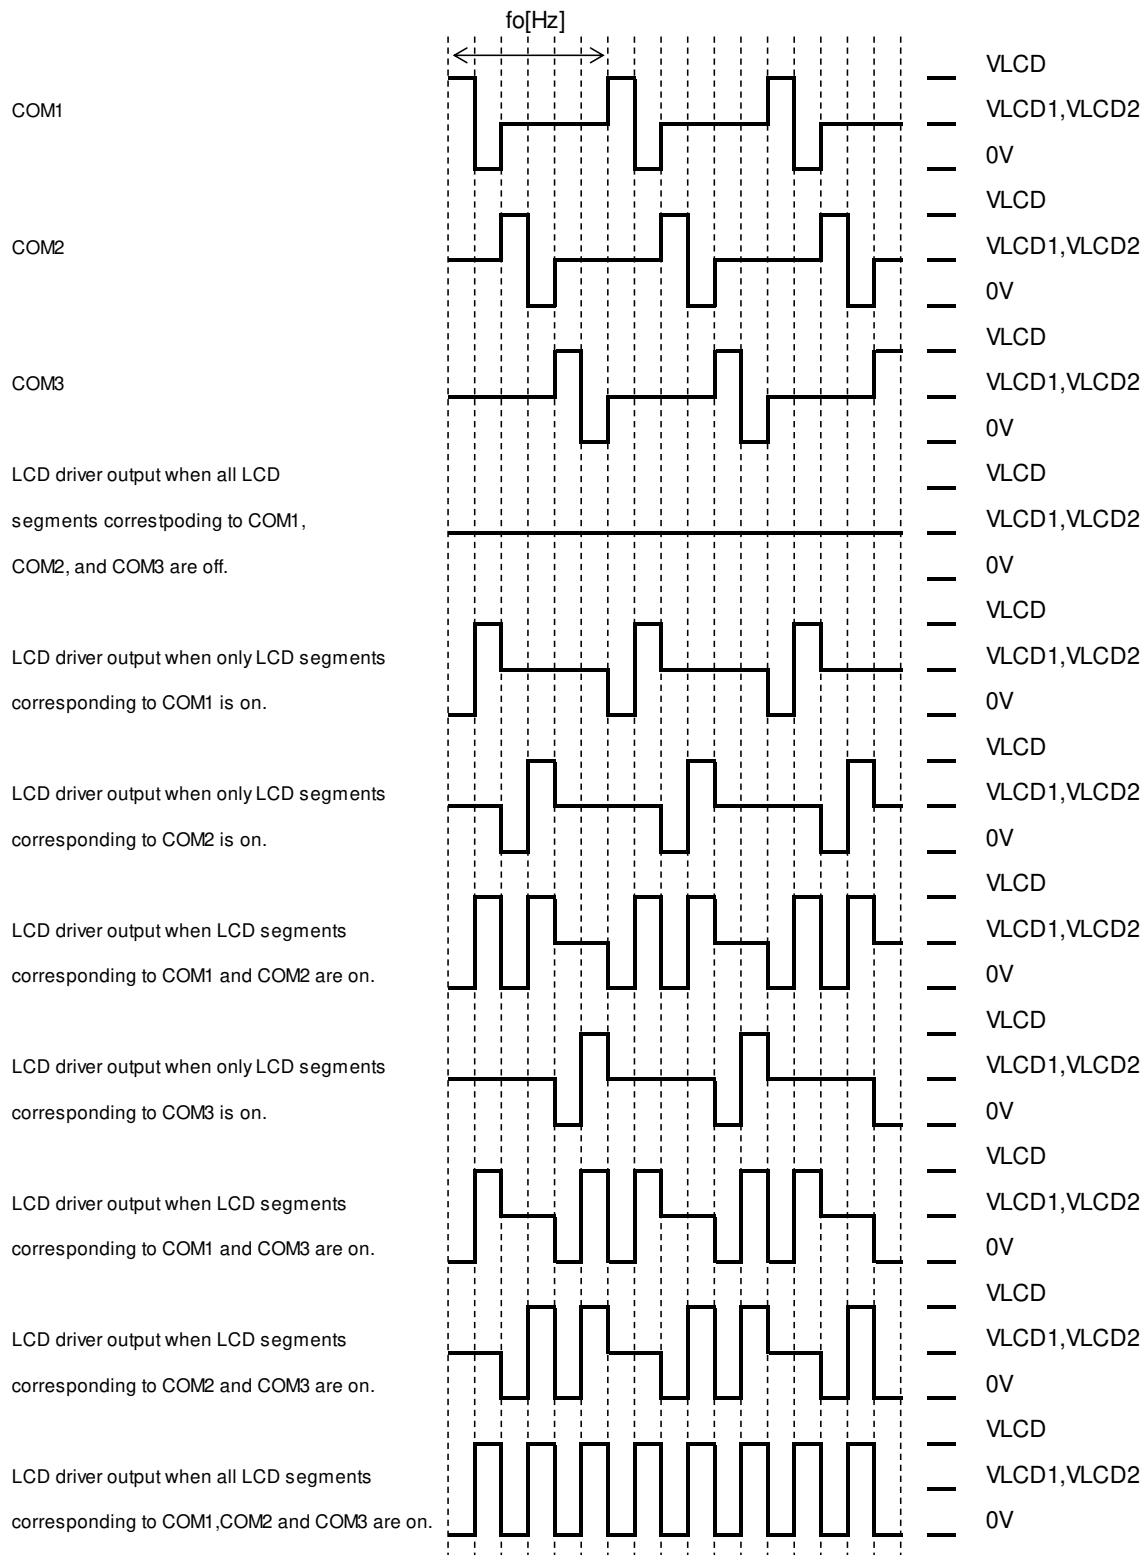 fo[Hz]
VLCD
COM1
VLCD1,VLCD2
0V
VLCD
COM2
VLCD1,VLCD2
0V
VLCD
COM3
VLCD1,VLCD2
0V
LCD driver output when all LCD
VLCD
segments correstpoding to COM1,
VLCD1,VLCD2
COM2, and COM3 are off.
0V
VLCD
LCD driver output when only LCD segments
VLCD1,VLCD2
corresponding to COM1 is on.
0V
VLCD
LCD driver output when only LCD segments
VLCD1,VLCD2
corresponding to COM2 is on.
0V
VLCD
LCD driver output when LCD segments
VLCD1,VLCD2
corresponding to COM1 and COM2 are on.
0V
VLCD
LCD driver output when only LCD segments
VLCD1,VLCD2
corresponding to COM3 is on.
0V
VLCD
LCD driver output when LCD segments
VLCD1,VLCD2
corresponding to COM1 and COM3 are on.
0V
VLCD
LCD driver output when LCD segments
VLCD1,VLCD2
corresponding to COM2 and COM3 are on.
0V
VLCD
LCD driver output when all LCD segments
VLCD1,VLCD2
corresponding to COM1,COM2 and COM3 are on.
0V